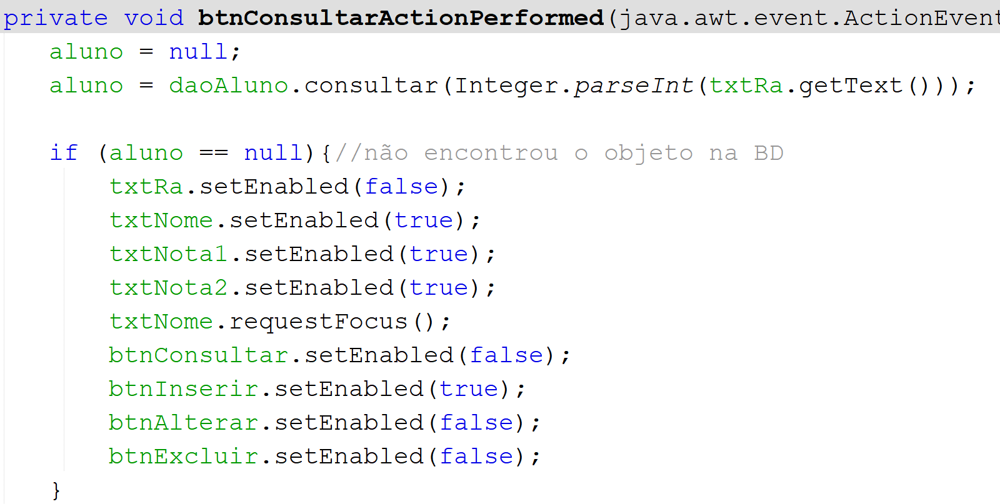 private void btnConsultarActionPerformed(java.awt.event.ActionEvent
aluno = null;
aluno = daoAluno.consultar(Integer.parseInt(txtRa.getText()));
if (aluno == null){//não encontrou o objeto na BD
txtRa.setEnabled(false);
txtNome.setEnabled(true);
txtNota1.setEnabled(true);
txtNota2.setEnabled(true);
txtNome.requestFocus();
btnConsultar.setEnabled(false);
btnInserir.setEnabled(true);
btnAlterar.setEnabled(false);
btnExcluir.setEnabled(false);
}